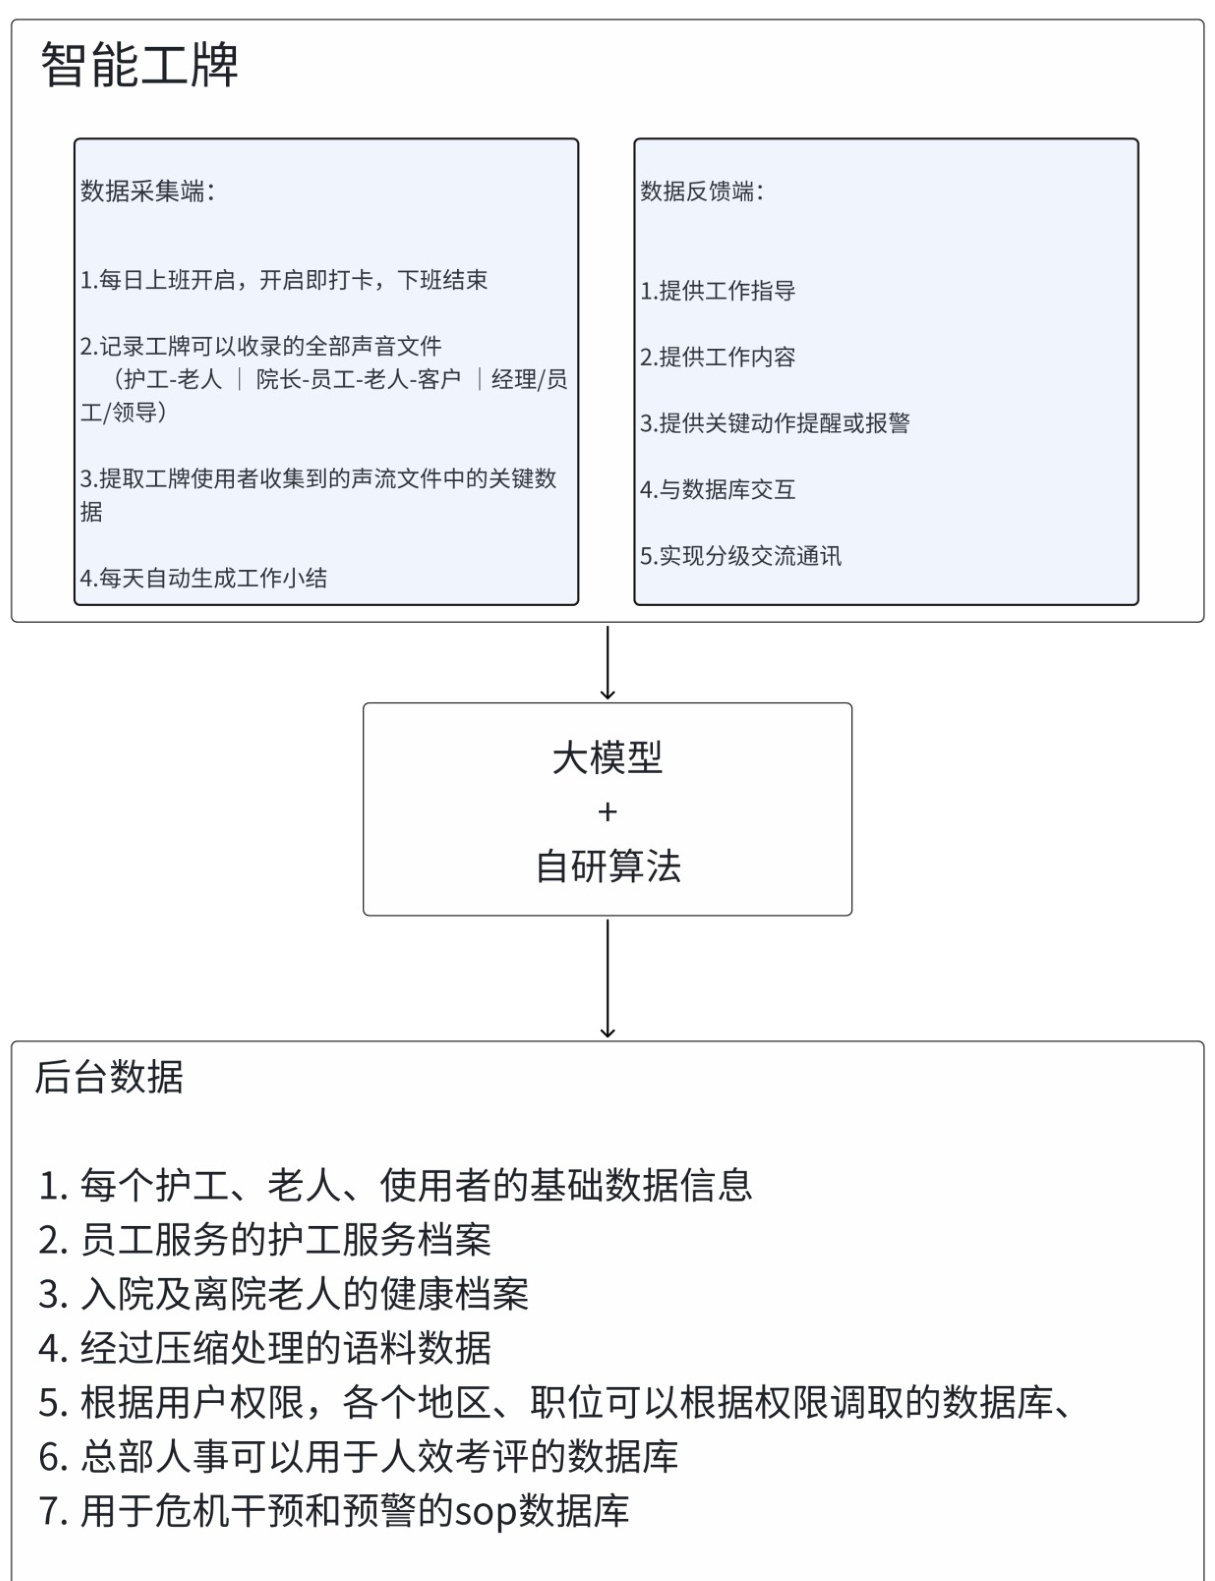 智能工牌
数据采集端：
1.每日上班开启，开启即打卡，下班结束
2.记录工牌可以收录的全部声音文件
（护工-老人 | 院长-员工-老人-客户 | 经理/员
工/领导）
3.提取工牌使用者收集到的声流文件中的关键数
据
4.每天自动生成工作小结
数据反馈端：
1.提供工作指导
2.提供工作内容
3.提供关键动作提醒或报警
4.与数据库交互
5.实现分级交流通讯
大模型
+
自研算法
后台数据
1. 每个护工、老人、使用者的基础数据信息
2. 员工服务的护工服务档案
3. 入院及离院老人的健康档案
4. 经过压缩处理的语料数据
5. 根据用户权限，各个地区、职位可以根据权限调取的数据库、
6. 总部人事可以用于人效考评的数据库
7. 用于危机干预和预警的sop数据库